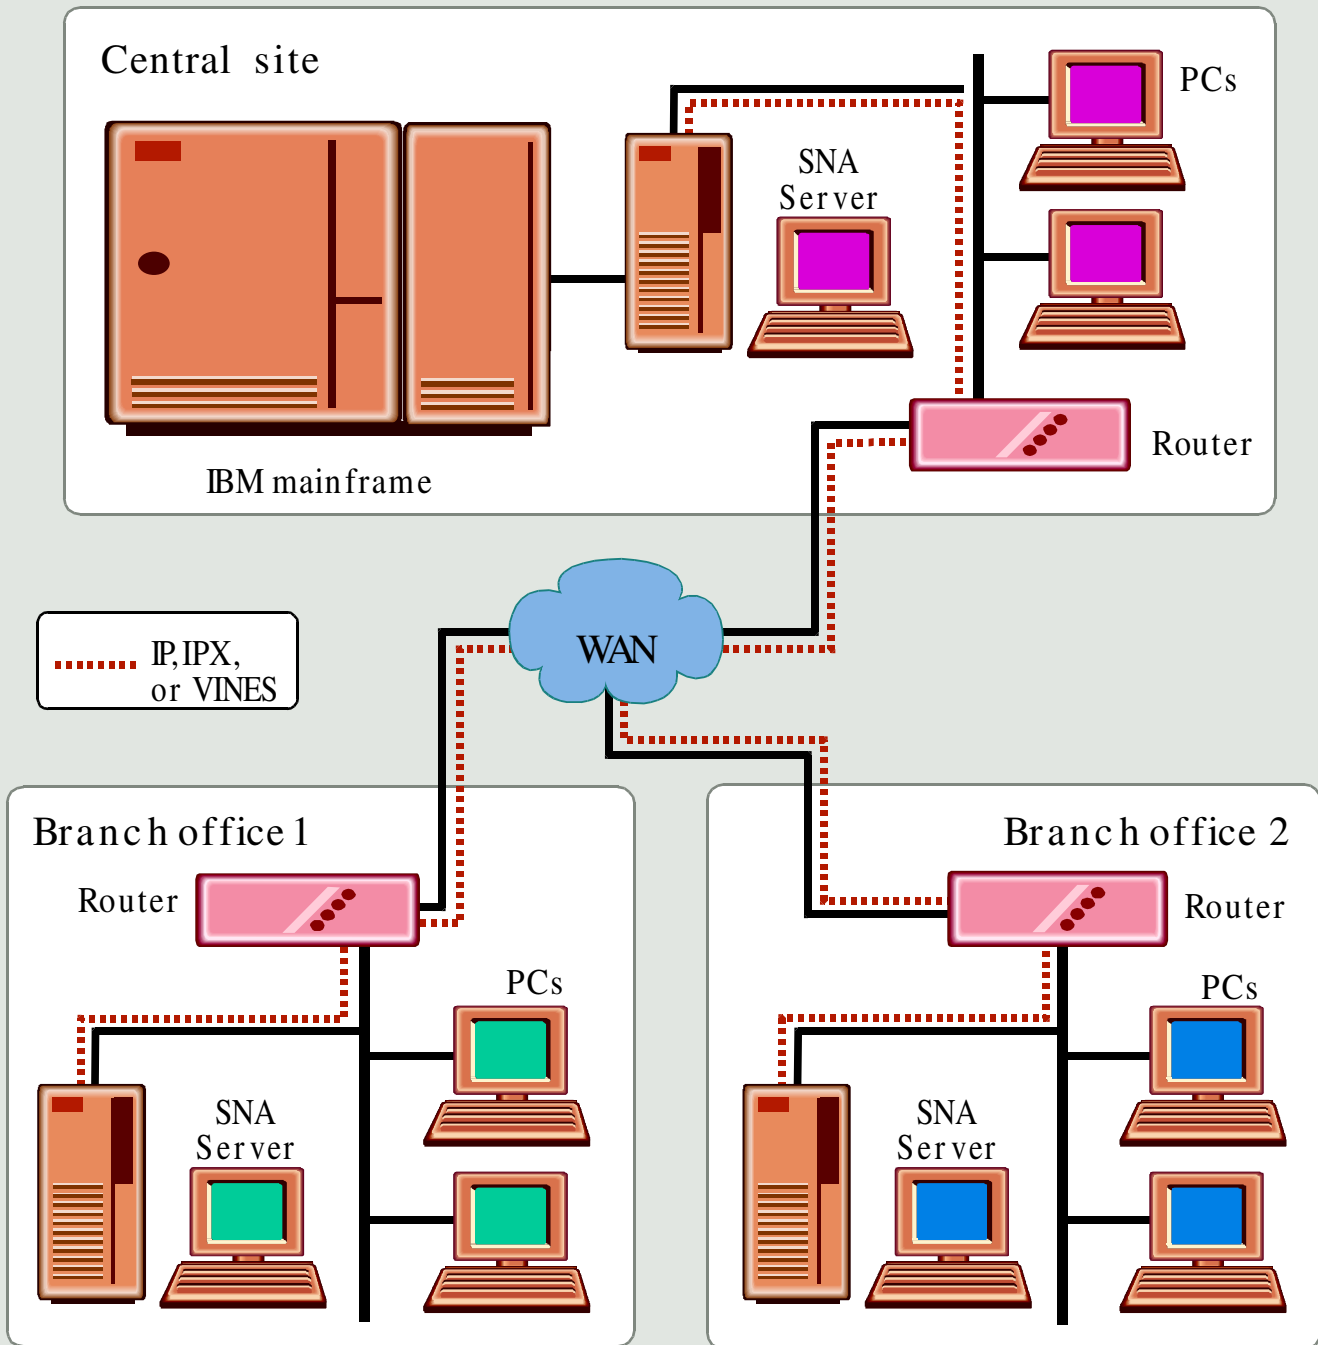 Central site
PCs
SNA
Server
Router
IBM mainframe
WAN
IP, IPX,
or VINES
Branch office 1
Router
PCs
SNA
Server
Branch office 2
Router
PCs
SNA
Server